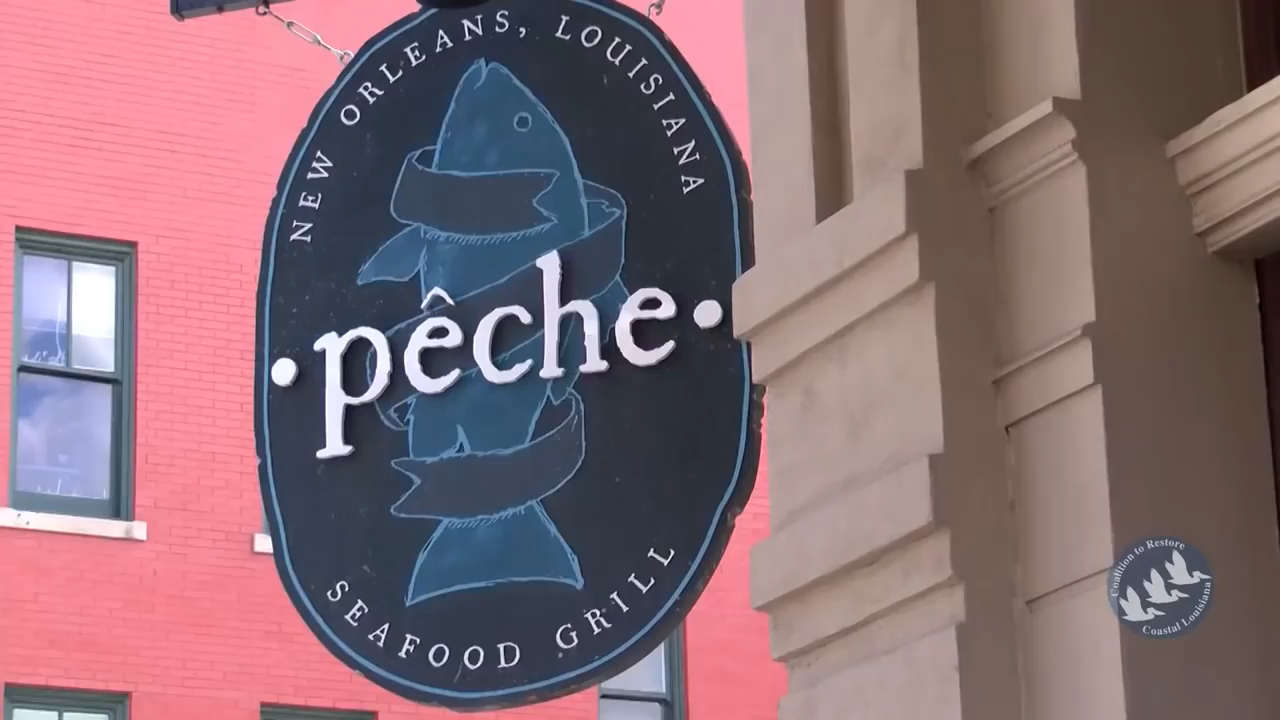 NEW ORLEANS, LOUISIANA
• pêche •
SEAFOOD GRILL
Coalition to Restore
Coastal Louisiana